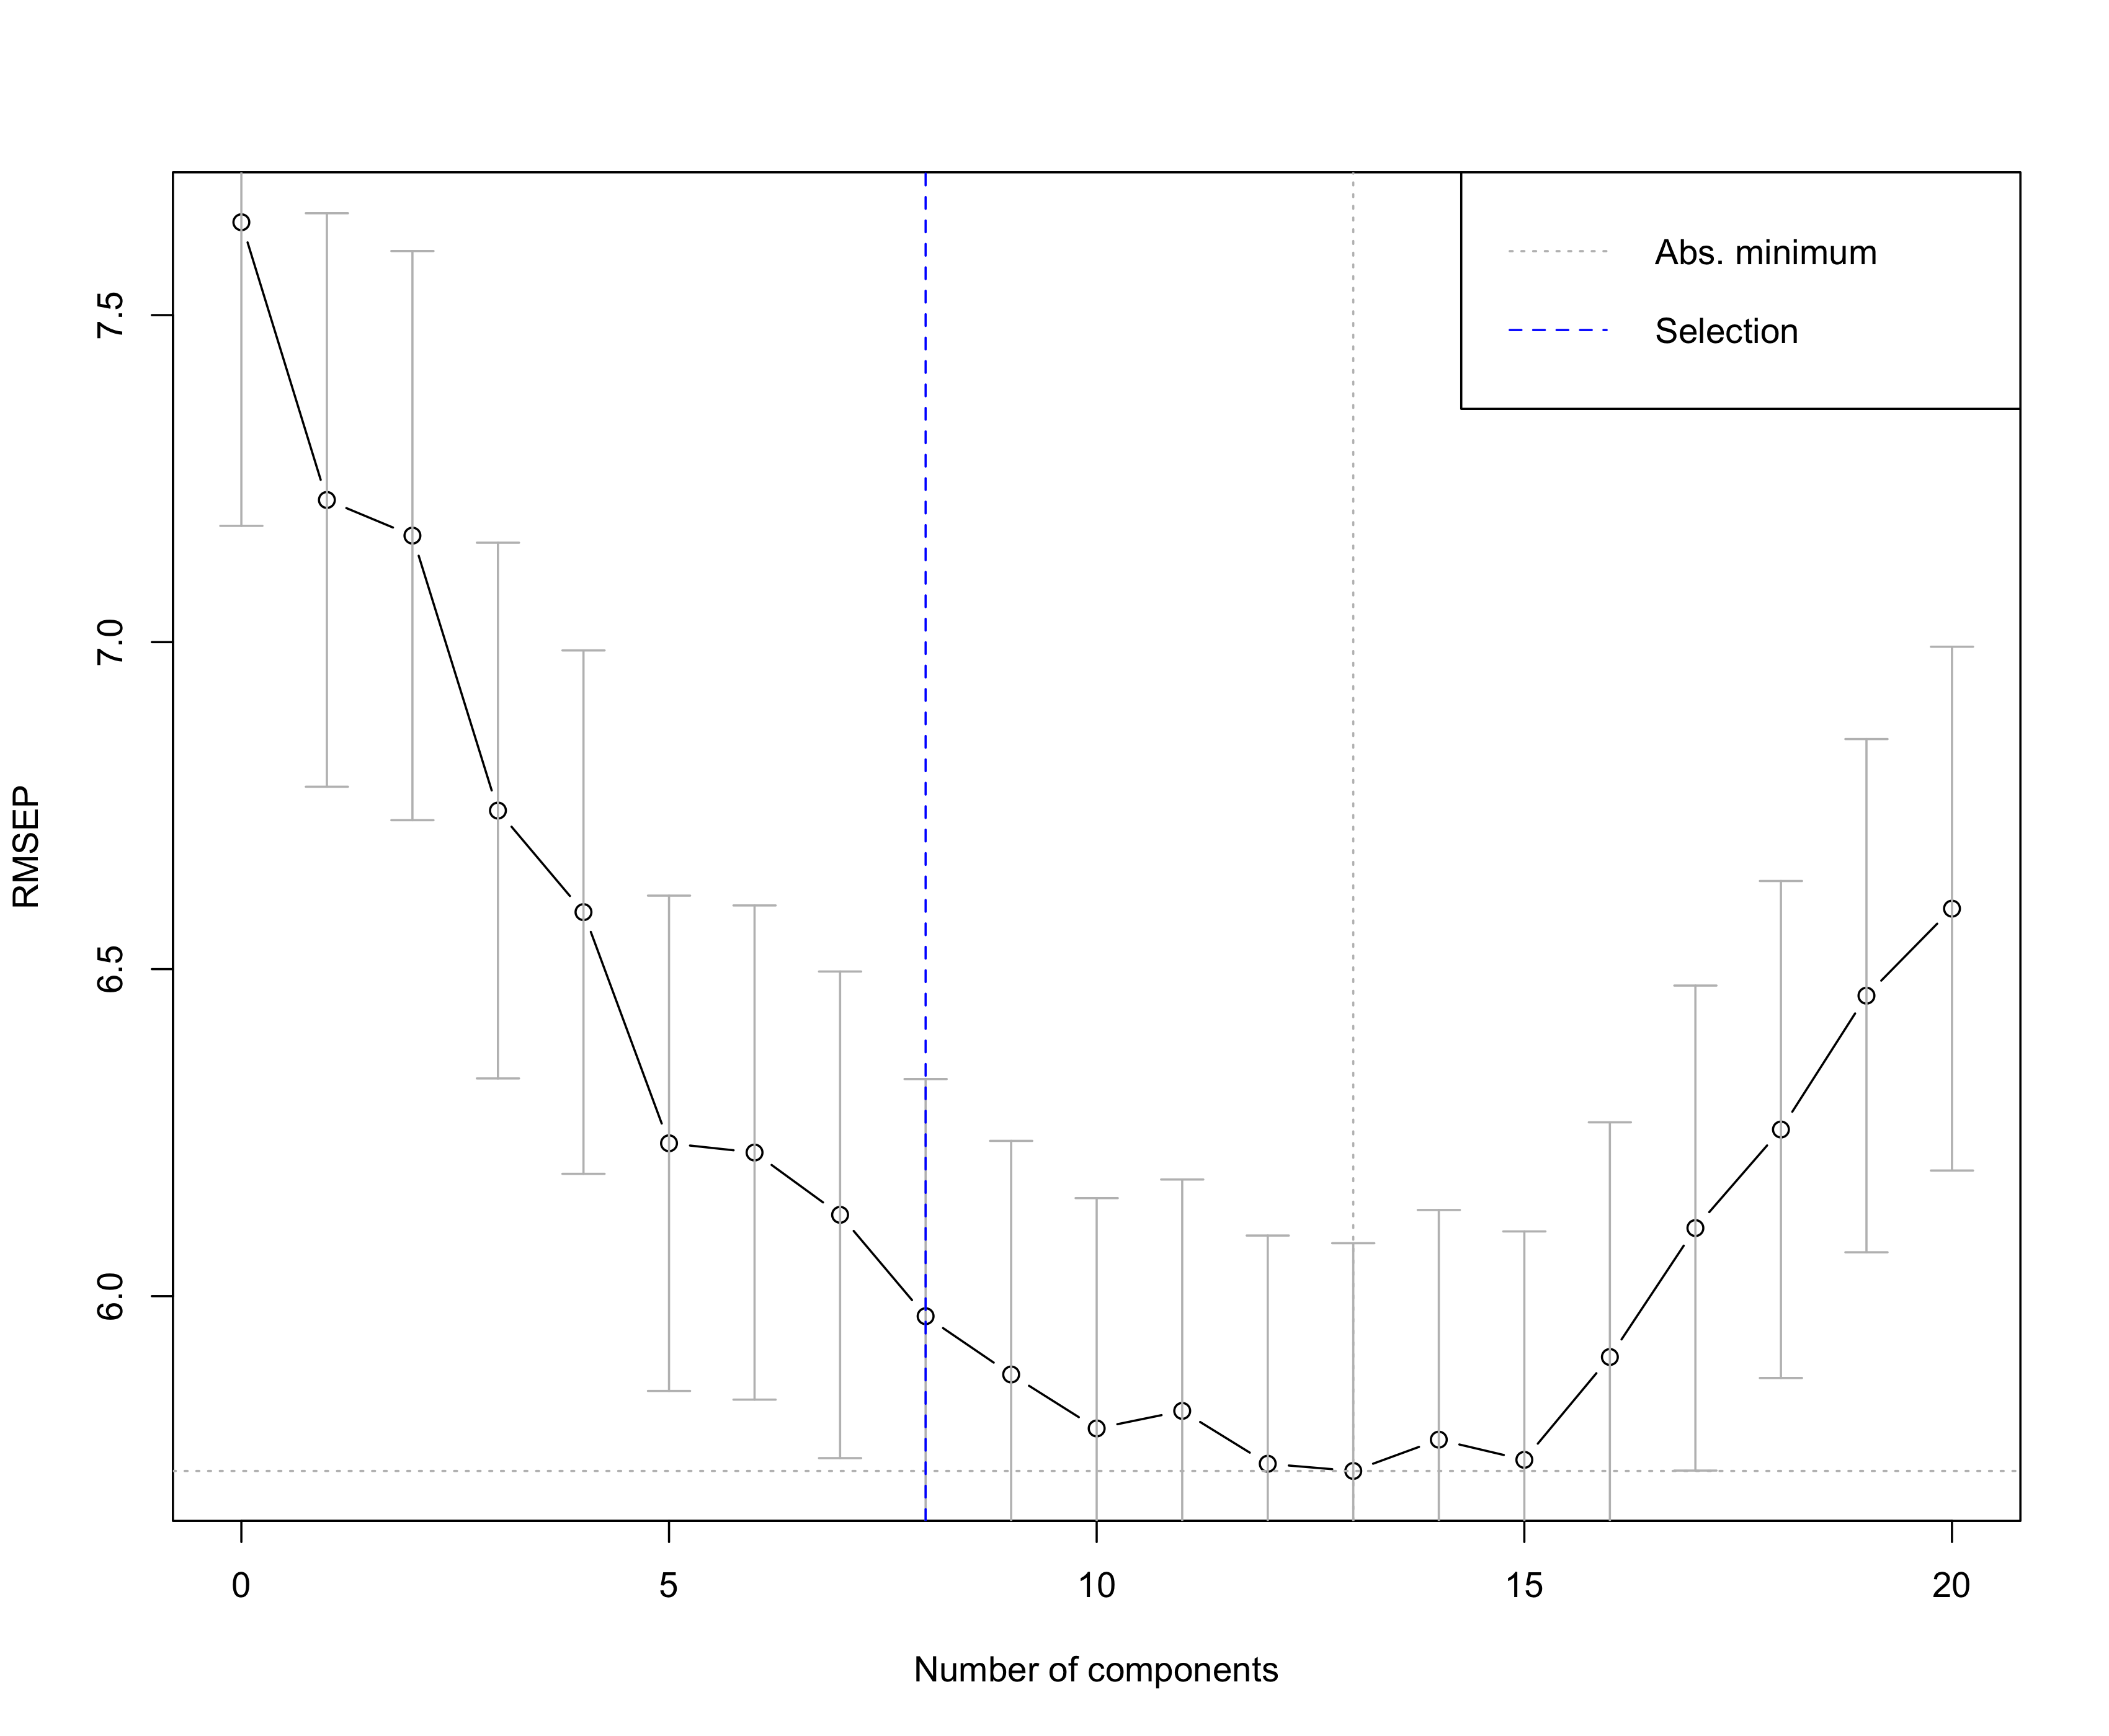 Abs. minimum
Selection
RMSEP
7.5
7.0
6.5
6.0
0 5 10 15 20
Number of components